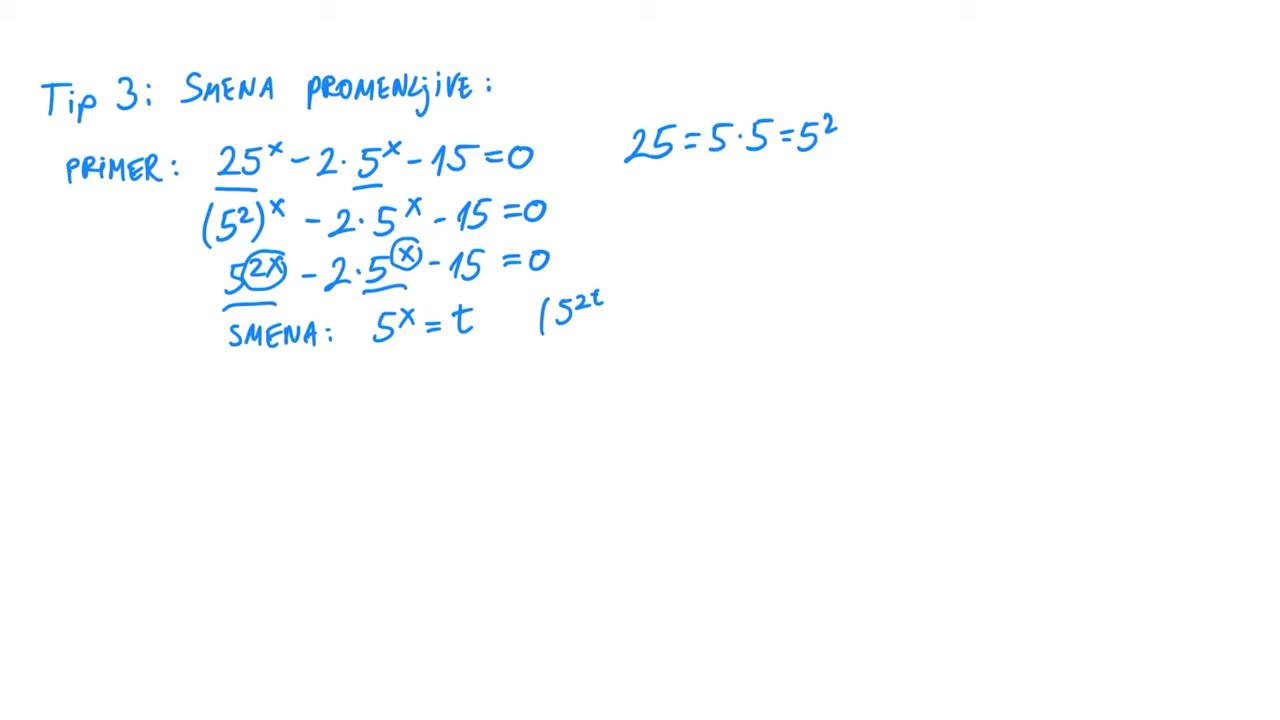 Tip 3: SMENA PROMENLJIVE:
PRIMER: 25ˣ - 2·5ˣ - 15 = 0
25 = 5·5 = 5²
(5²)ˣ - 2·5ˣ - 15 = 0
5²ˣ - 2·5ˣ - 15 = 0
SMENA: 5ˣ = t (5²ᵗ